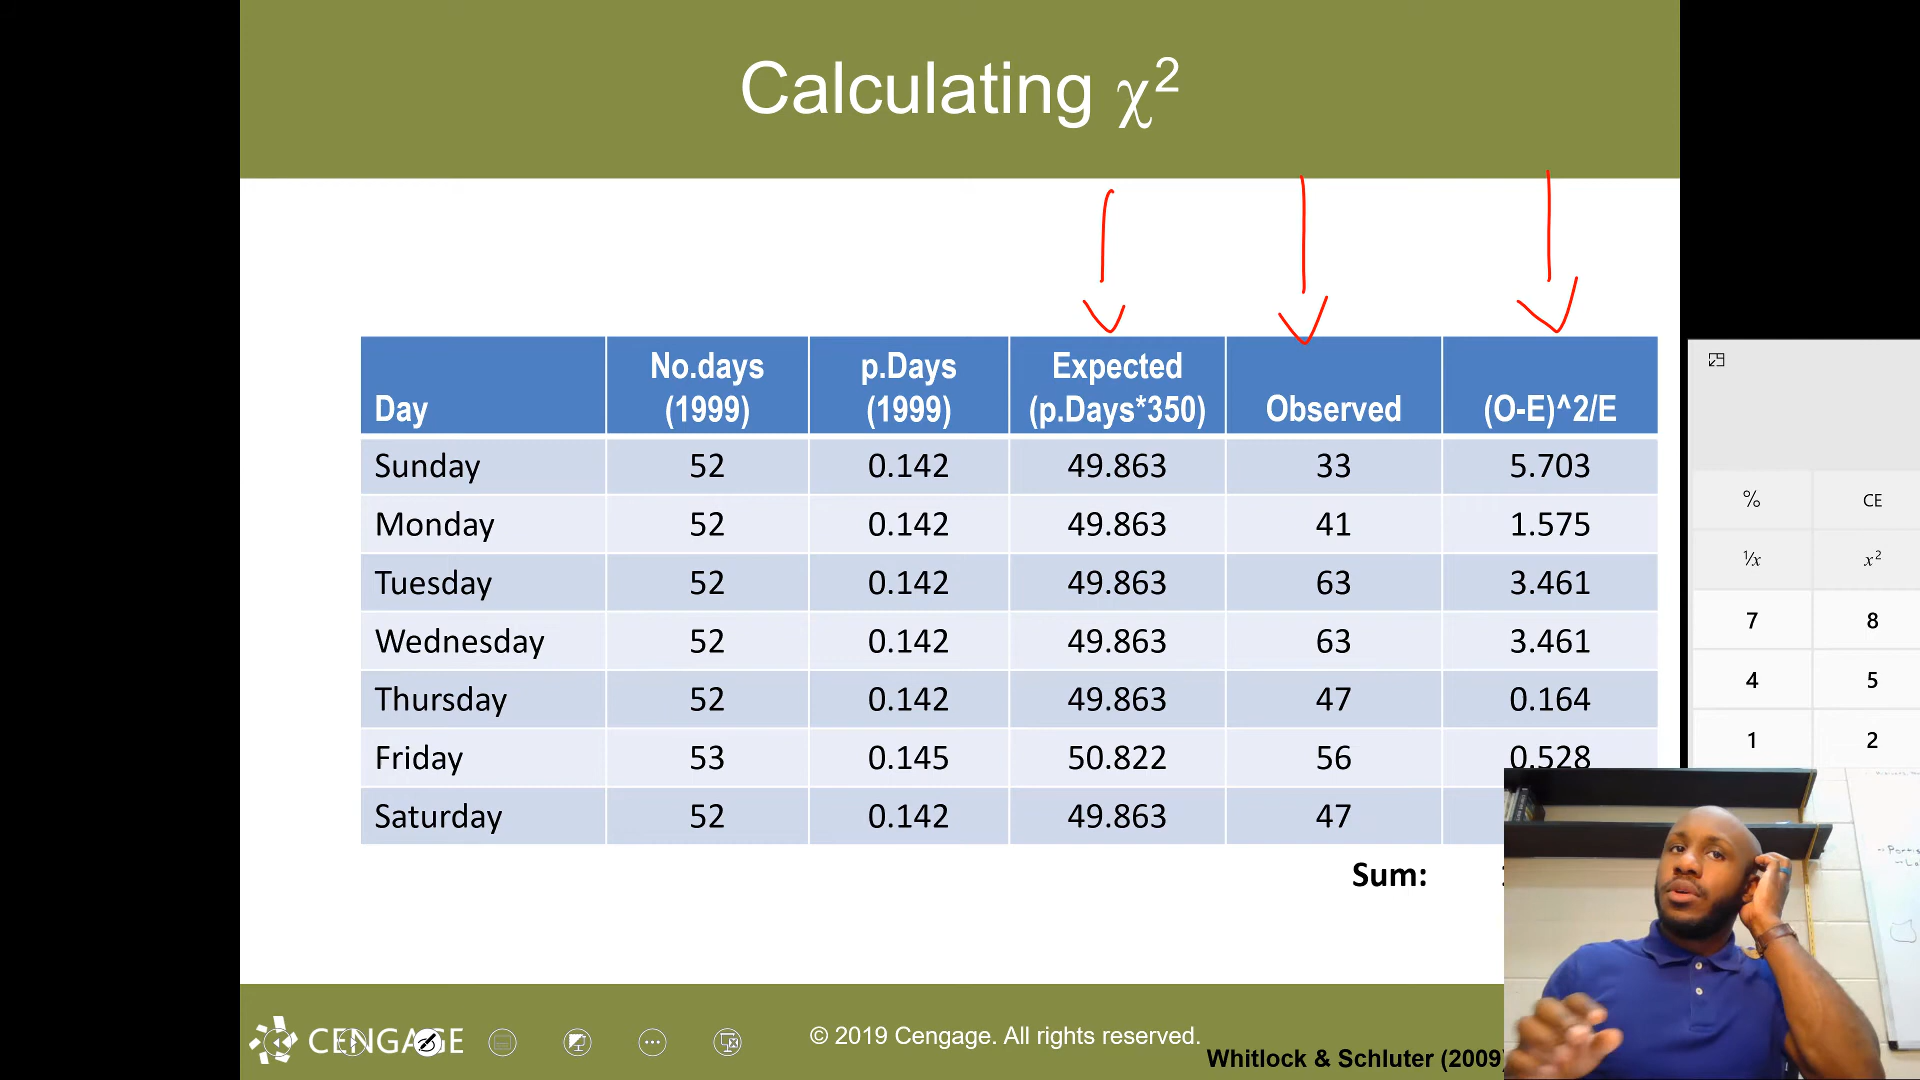 Calculating χ²
Day No.days (1999) p.Days (1999) Expected (p.Days*350) Observed (O-E)^2/E
Sunday 52 0.142 49.863 33 5.703
Monday 52 0.142 49.863 41 1.575
Tuesday 52 0.142 49.863 63 3.461
Wednesday 52 0.142 49.863 63 3.461
Thursday 52 0.142 49.863 47 0.164
Friday 53 0.145 50.822 56 0.528
Saturday 52 0.142 49.863 47
Sum:
% CE
¹/x x²
7 8
4 5
1 2
CENGAGE
© 2019 Cengage. All rights reserved.
Whitlock & Schluter (2009)